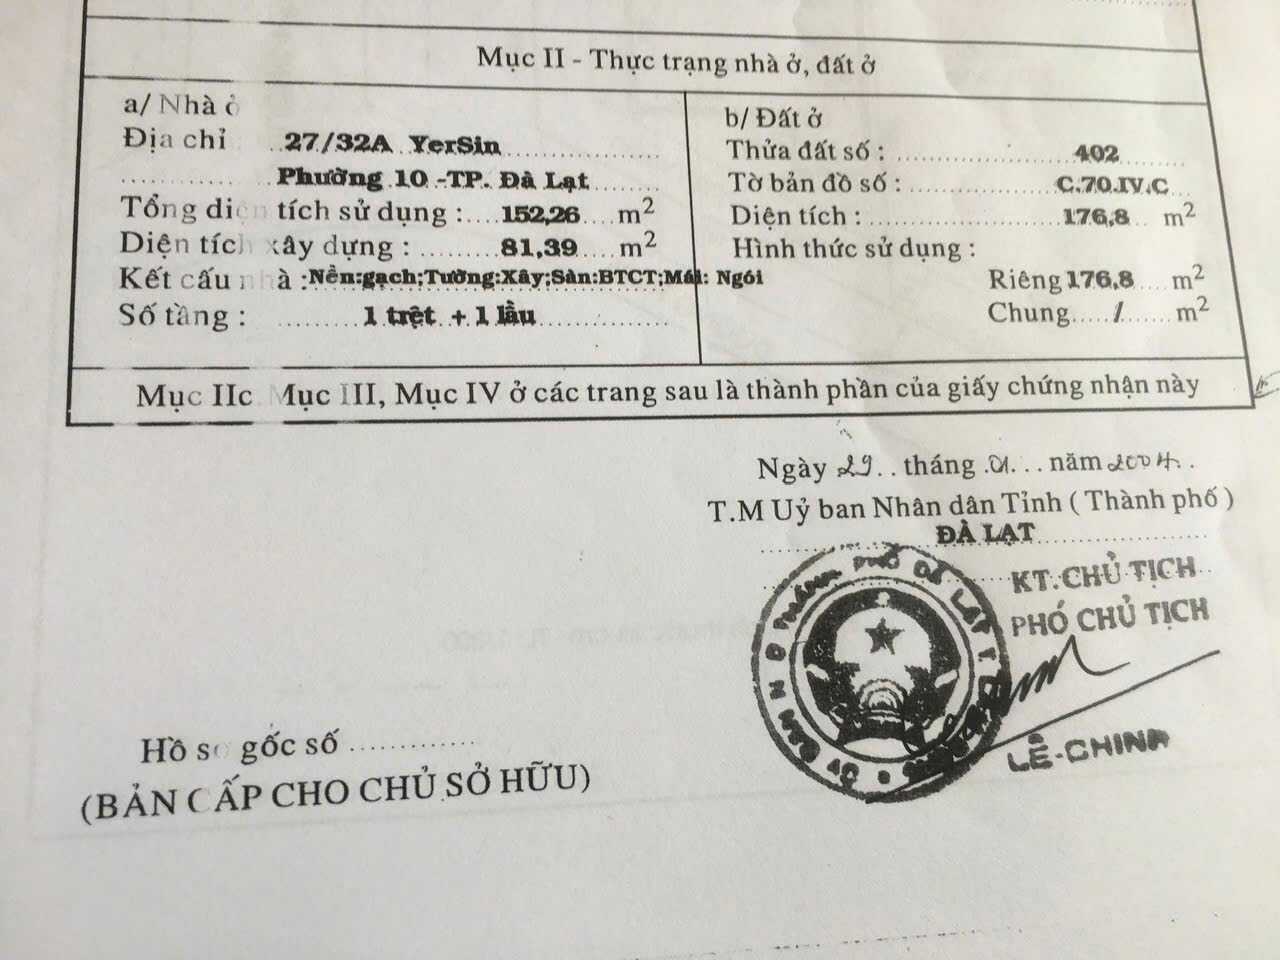 Mục II - Thực trạng nhà ở, đất ở
a/ Nhà ở
Địa chỉ 27/32A YerSin
Phường 10 -TP. Đà Lạt
Tổng diện tích sử dụng : 152,26 m2
Diện tích xây dựng : 81,39 m2
Kết cấu nhà : Nền:gạch;Tường:Xây;Sàn:BTCT;Mái: Ngói
Số tầng : 1 trệt + 1 lầu
b/ Đất ở
Thửa đất số : 402
Tờ bản đồ số : C.70.IV.C
Diện tích : 176,8 m2
Hình thức sử dụng :
Riêng 176,8 m2
Chung / m2
Mục IIc Mục III, Mục IV ở các trang sau là thành phần của giấy chứng nhận này
Ngày 29 tháng 01 năm 2004
T.M Uỷ ban Nhân dân Tỉnh ( Thành phố )
ĐÀ LẠT
KT. CHỦ TỊCH
PHÓ CHỦ TỊCH
LÊ-CHINA
Hồ sơ gốc số
(BẢN CẤP CHO CHỦ SỞ HỮU)